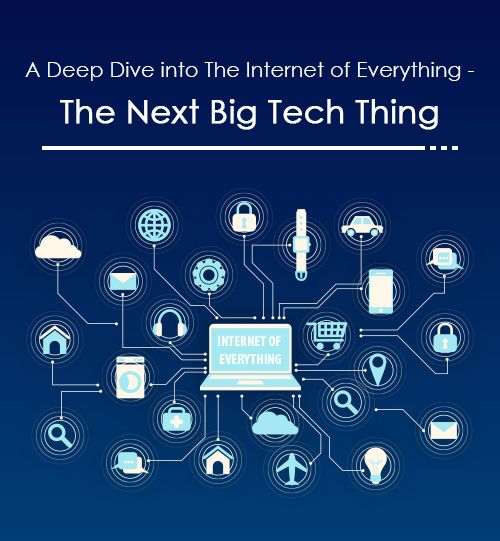 A Deep Dive into The Internet of Everything -
The Next Big Tech Thing
INTERNET OF
EVERYTHING